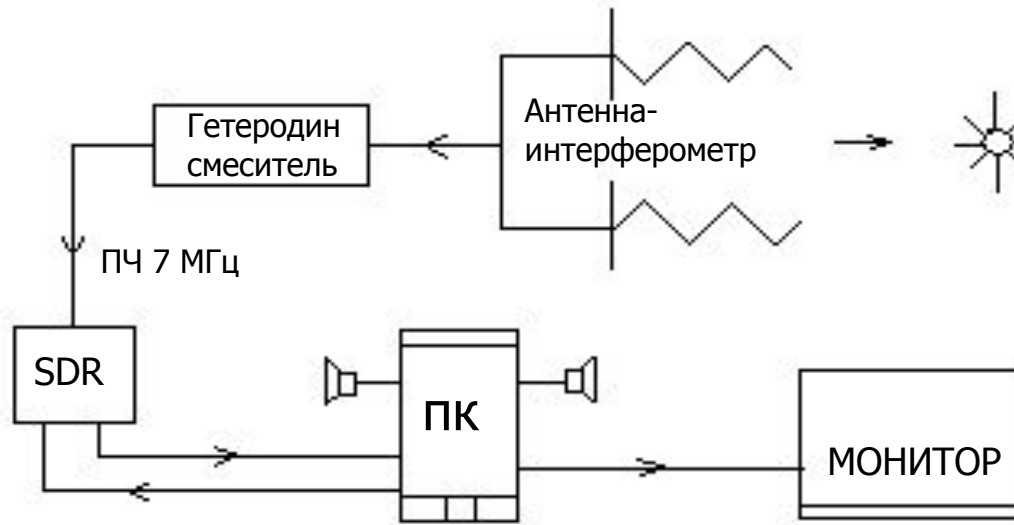 Гетеродин
смеситель
Антенна-
интерферометр
ПЧ 7 МГц
SDR
ПК
МОНИТОР